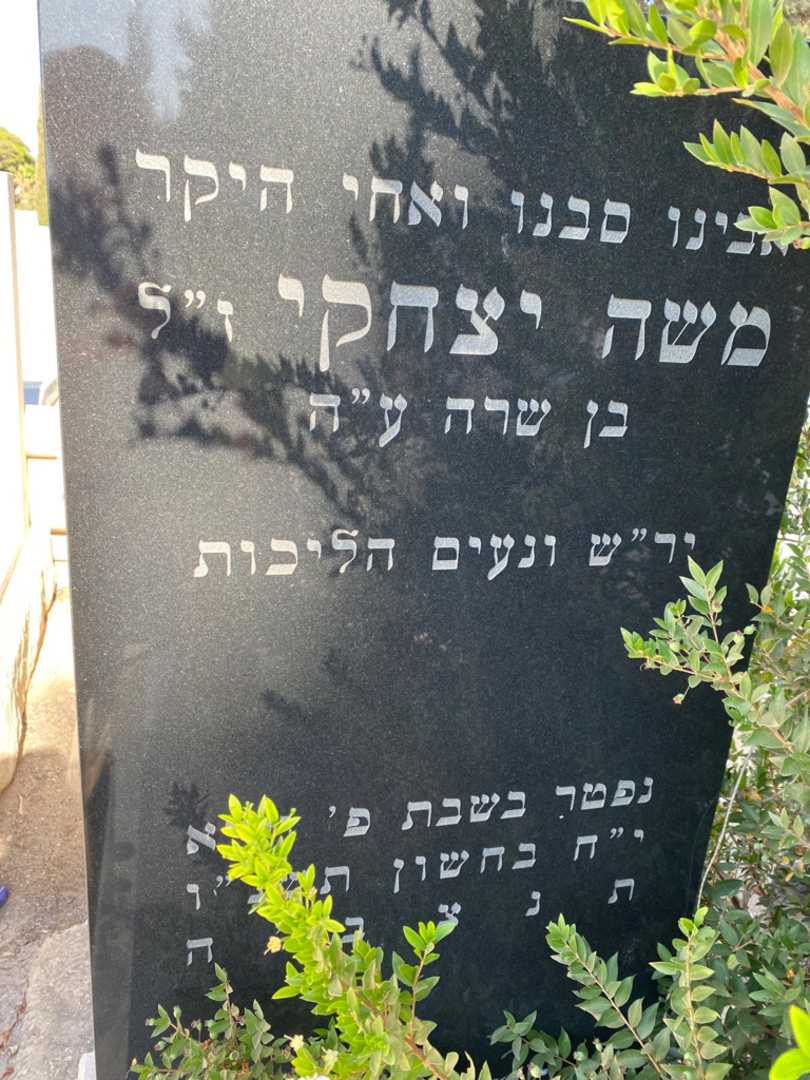 אבינו סבנו ואחי היקר
משה יצחקי ז"ל
בן שרה ע"ה
יר"ש ונעים הליכות
נפטר בשבת פ'
י"ח בחשון
ת נ צ ב ה